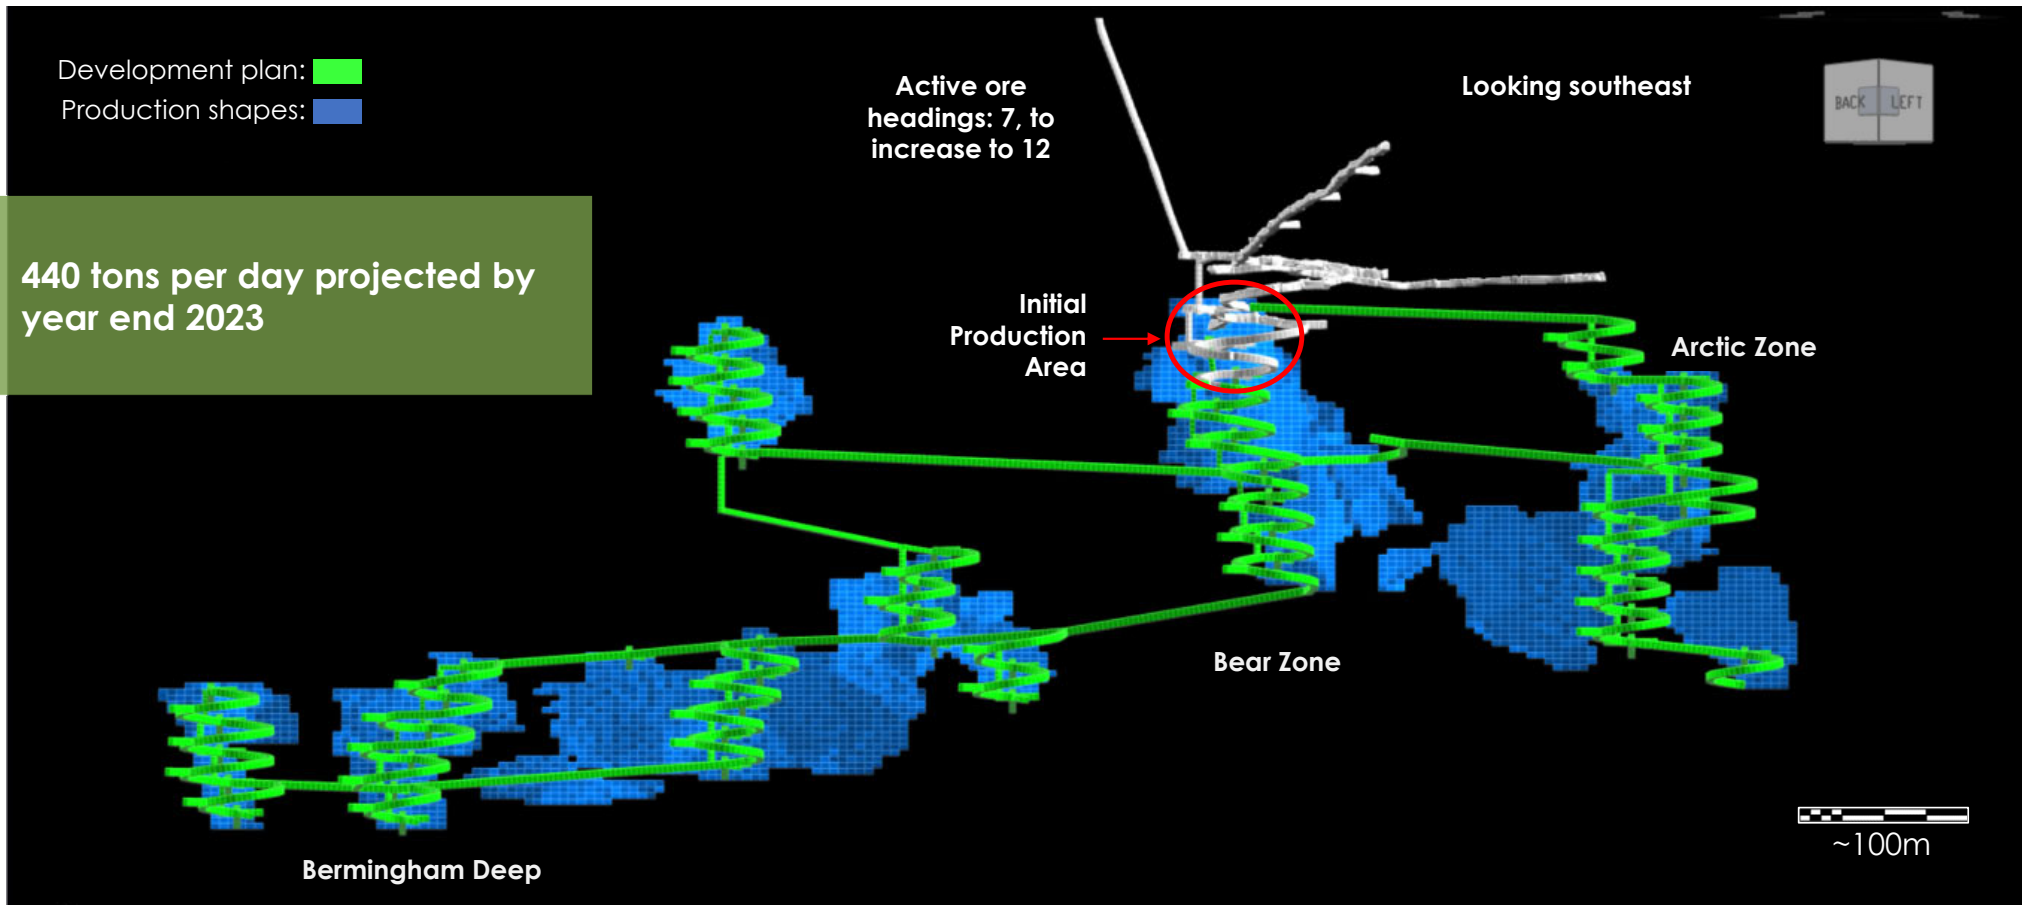 Development plan:
Production shapes:
Active ore
headings: 7, to
increase to 12
Looking southeast
BACK
LEFT
440 tons per day projected by
year end 2023
Initial
Production
Area
Arctic Zone
Bear Zone
Bermingham Deep
~100m